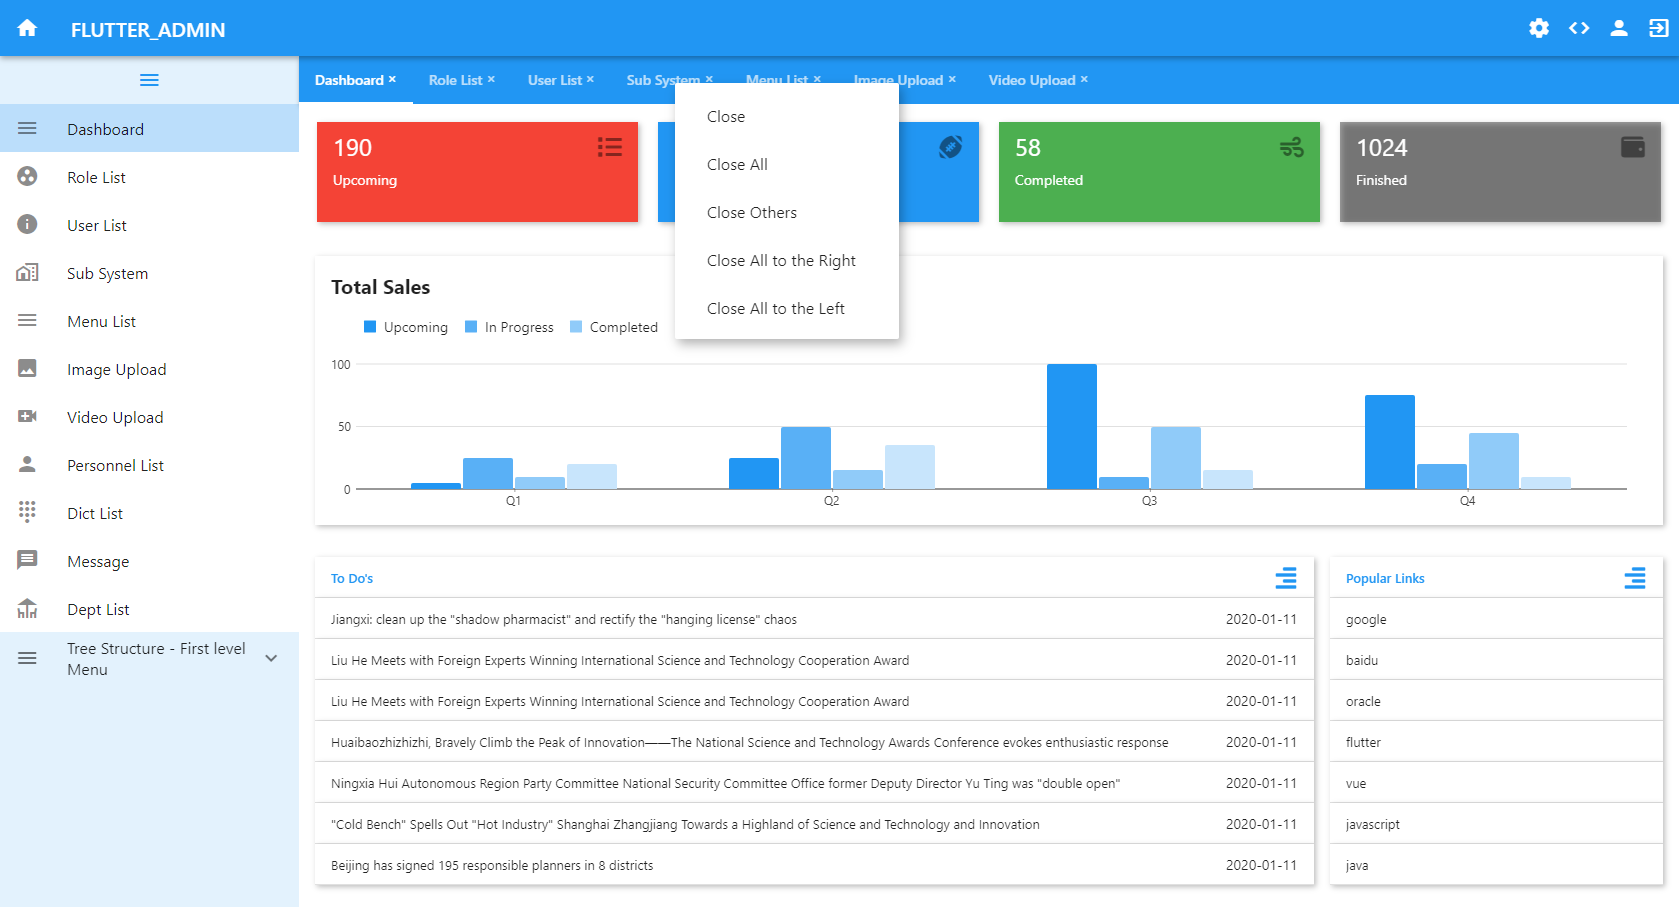 FLUTTER_ADMIN
Dashboard × Role List × User List × Sub System × Menu List × Image Upload × Video Upload ×
Dashboard
Role List
User List
Sub System
Menu List
Image Upload
Video Upload
Personnel List
Dict List
Message
Dept List
Tree Structure - First level
Menu
Close
Close All
Close Others
Close All to the Right
Close All to the Left
190
Upcoming
58
Completed
1024
Finished
Total Sales
Upcoming In Progress Completed
100
50
0
Q1 Q2 Q3 Q4
To Do's
Jiangxi: clean up the "shadow pharmacist" and rectify the "hanging license" chaos 2020-01-11
Liu He Meets with Foreign Experts Winning International Science and Technology Cooperation Award 2020-01-11
Liu He Meets with Foreign Experts Winning International Science and Technology Cooperation Award 2020-01-11
Huaibaozhizhizhi, Bravely Climb the Peak of Innovation——The National Science and Technology Awards Conference evokes enthusiastic response 2020-01-11
Ningxia Hui Autonomous Region Party Committee National Security Committee Office former Deputy Director Yu Ting was "double open" 2020-01-11
"Cold Bench" Spells Out "Hot Industry" Shanghai Zhangjiang Towards a Highland of Science and Technology and Innovation 2020-01-11
Beijing has signed 195 responsible planners in 8 districts 2020-01-11
Popular Links
google
baidu
oracle
flutter
vue
javascript
java